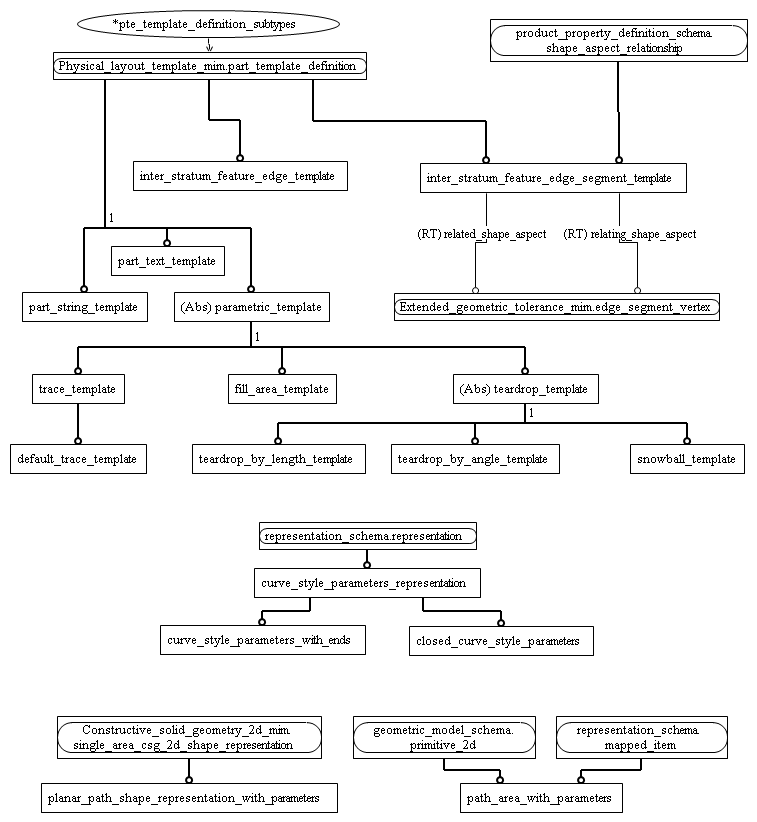 *pte_template_definition_subtypes
product_property_definition_schema.
shape_aspect_relationship
Physical_layout_template_mim.part_template_definition
inter_stratum_feature_edge_template
inter_stratum_feature_edge_segment_template
1
(RT) related_shape_aspect
(RT) relating_shape_aspect
part_text_template
part_string_template
(Abs) parametric_template
Extended_geometric_tolerance_mim.edge_segment_vertex
1
trace_template
fill_area_template
(Abs) teardrop_template
1
default_trace_template
teardrop_by_length_template
teardrop_by_angle_template
snowball_template
representation_schema.representation
curve_style_parameters_representation
curve_style_parameters_with_ends
closed_curve_style_parameters
Constructive_solid_geometry_2d_mim.
single_area_csg_2d_shape_representation
geometric_model_schema.
primitive_2d
representation_schema.
mapped_item
planar_path_shape_representation_with_parameters
path_area_with_parameters